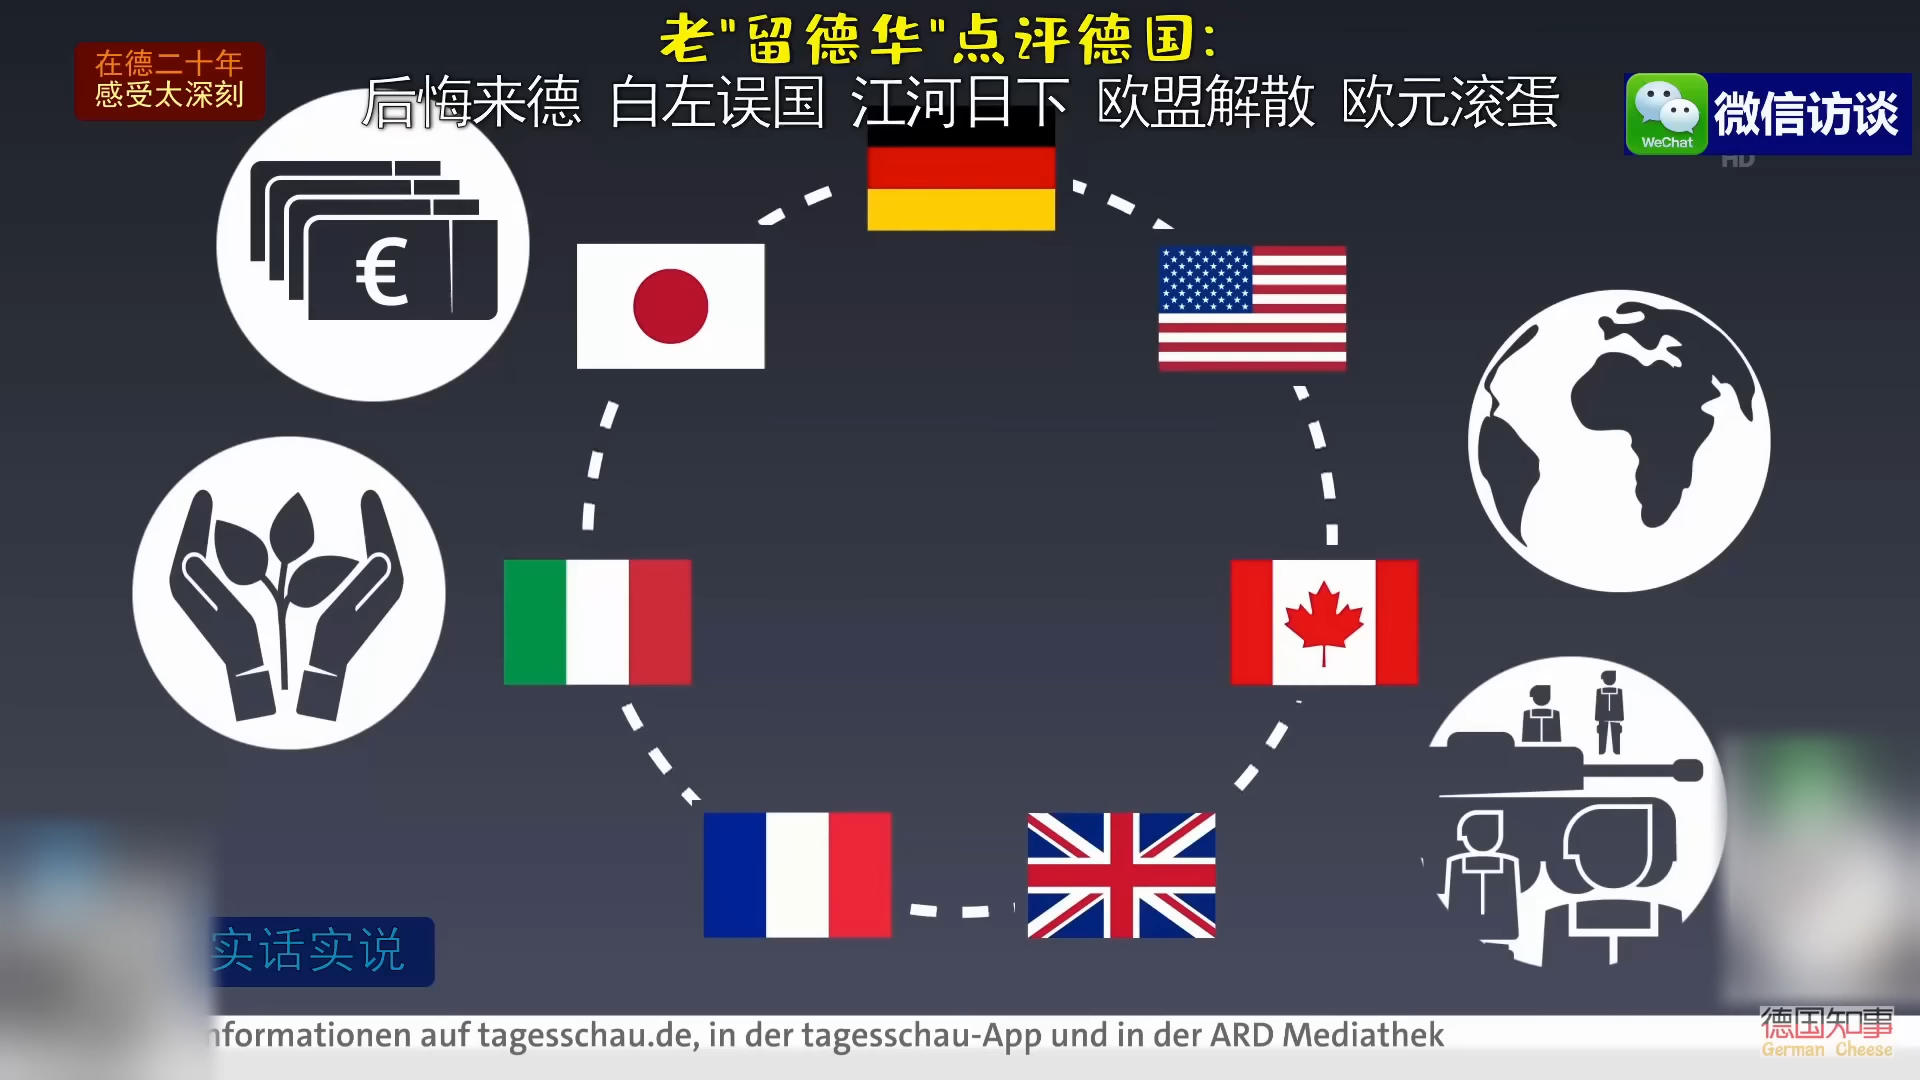 老"留德华"点评德国:
在德二十年
感受太深刻
后悔来德 白左误国 江河日下 欧盟解散 欧元滚蛋
WeChat
微信访谈
HD
€
实话实说
nformationen auf tagesschau.de, in der tagesschau-App und in der ARD Mediathek
德国知事
German Cheese